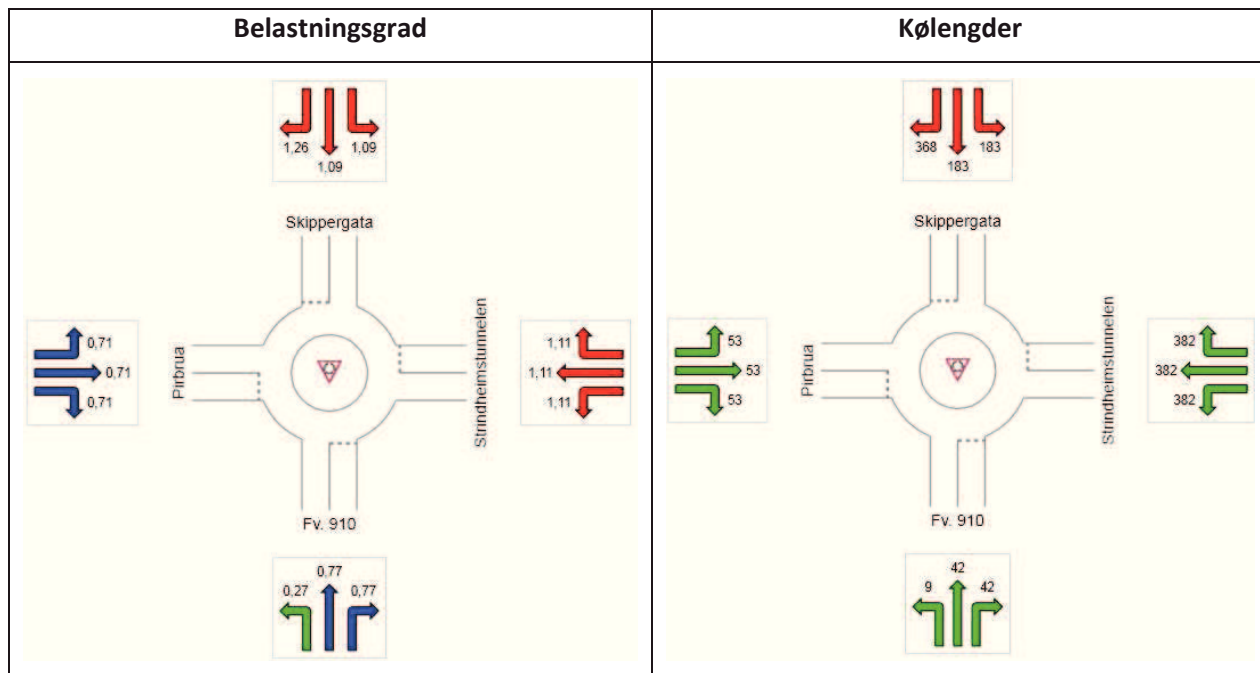 Belastningsgrad
1,26 1,09
1,09
Skippergata
Pirbrua
0,71
0,71
0,71
1,11
1,11
1,11
Strindheimstunnelen
Fv. 910
0,77
0,27 0,77
Kølengder
368 183
183
Skippergata
Pirbrua
53
53
53
382
382
382
Strindheimstunnelen
Fv. 910
42
9 42